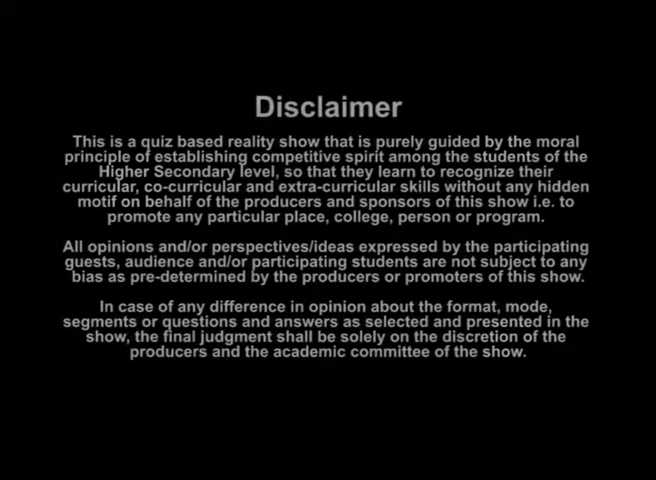 Disclaimer
This is a quiz based reality show that is purely guided by the moral
principle of establishing competitive spirit among the students of the
Higher Secondary level, so that they learn to recognize their
curricular, co-curricular and extra-curricular skills without any hidden
motif on behalf of the producers and sponsors of this show i.e. to
promote any particular place, college, person or program.
All opinions and/or perspectives/ideas expressed by the participating
guests, audience and/or participating students are not subject to any
bias as pre-determined by the producers or promoters of this show.
In case of any difference in opinion about the format, mode,
segments or questions and answers as selected and presented in the
show, the final judgment shall be solely on the discretion of the
producers and the academic committee of the show.